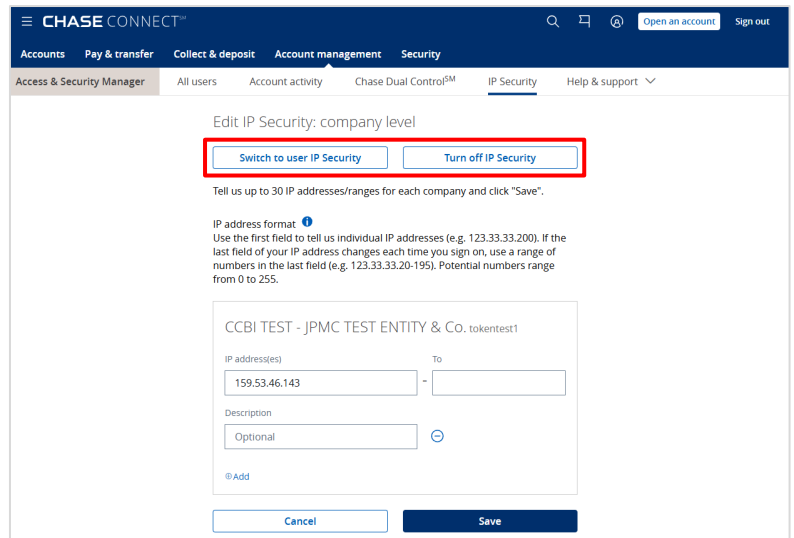 CHASE CONNECT℠
Open an account
Sign out
Accounts Pay & transfer Collect & deposit Account management Security
Access & Security Manager All users Account activity Chase Dual Control℠ IP Security Help & support
Edit IP Security: company level
Switch to user IP Security Turn off IP Security
Tell us up to 30 IP addresses/ranges for each company and click "Save".
IP address format
Use the first field to tell us individual IP addresses (e.g. 123.33.33.200). If the
last field of your IP address changes each time you sign on, use a range of
numbers in the last field (e.g. 123.33.33.20-195). Potential numbers range
from 0 to 255.
CCBI TEST - JPMC TEST ENTITY & Co. tokentest1
IP address(es) To
159.53.46.143 -
Description
Optional
Add
Cancel Save